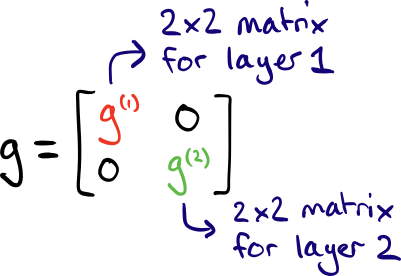 2x2 matrix
for layer 1
g = [ g⁽¹⁾ 0
0 g⁽²⁾ ]
2x2 matrix
for layer 2